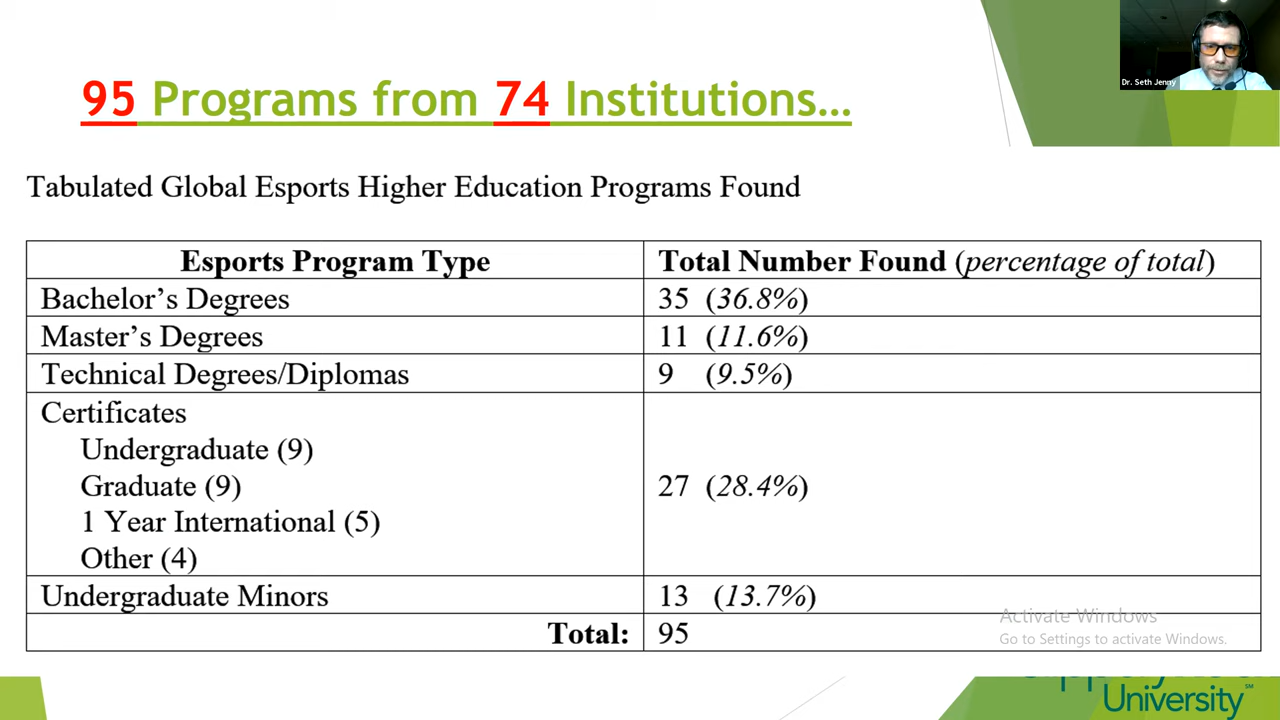 95 Programs from 74 Institutions…
Dr. Seth Jenny
Tabulated Global Esports Higher Education Programs Found
Esports Program Type Total Number Found (percentage of total)
Bachelor’s Degrees 35 (36.8%)
Master’s Degrees 11 (11.6%)
Technical Degrees/Diplomas 9 (9.5%)
Certificates
Undergraduate (9)
Graduate (9)
1 Year International (5)
Other (4)
27 (28.4%)
Undergraduate Minors 13 (13.7%)
Total: 95
Activate Windows
Go to Settings to activate Windows.
University